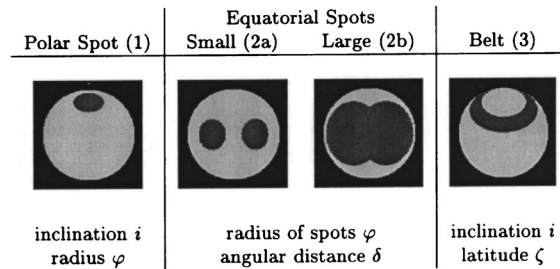 Equatorial Spots
Polar Spot (1) Small (2a) Large (2b) Belt (3)
inclination i radius of spots φ inclination i
radius φ angular distance δ latitude ζ